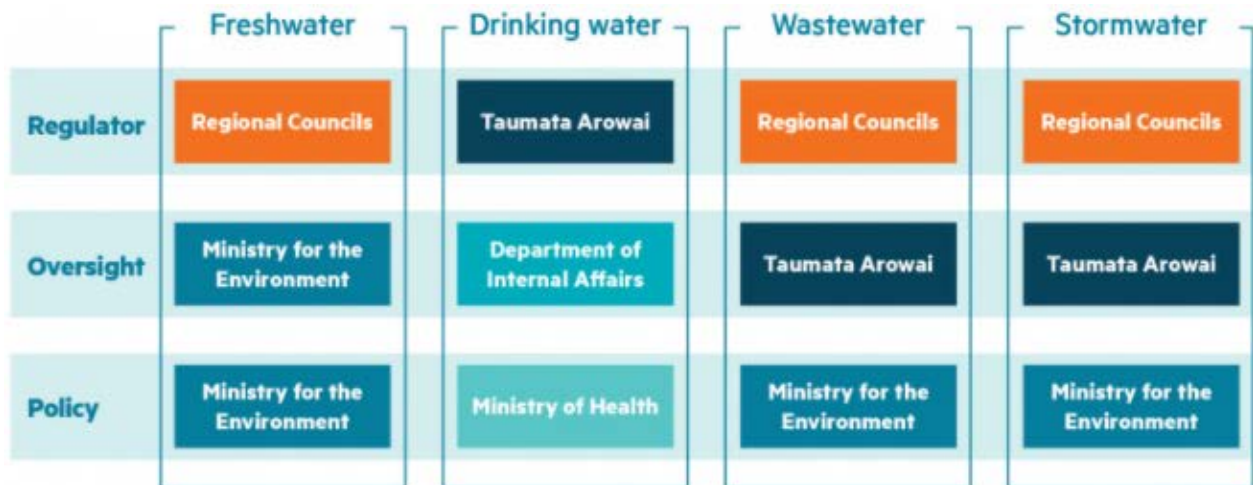 Freshwater Drinking water Wastewater Stormwater
Regulator Regional Councils Taumata Arowai Regional Councils Regional Councils
Ministry for the Department of
Oversight Environment Internal Affairs Taumata Arowai Taumata Arowai
Ministry for the Ministry for the Ministry for the
Policy Environment Ministry of Health Environment Environment